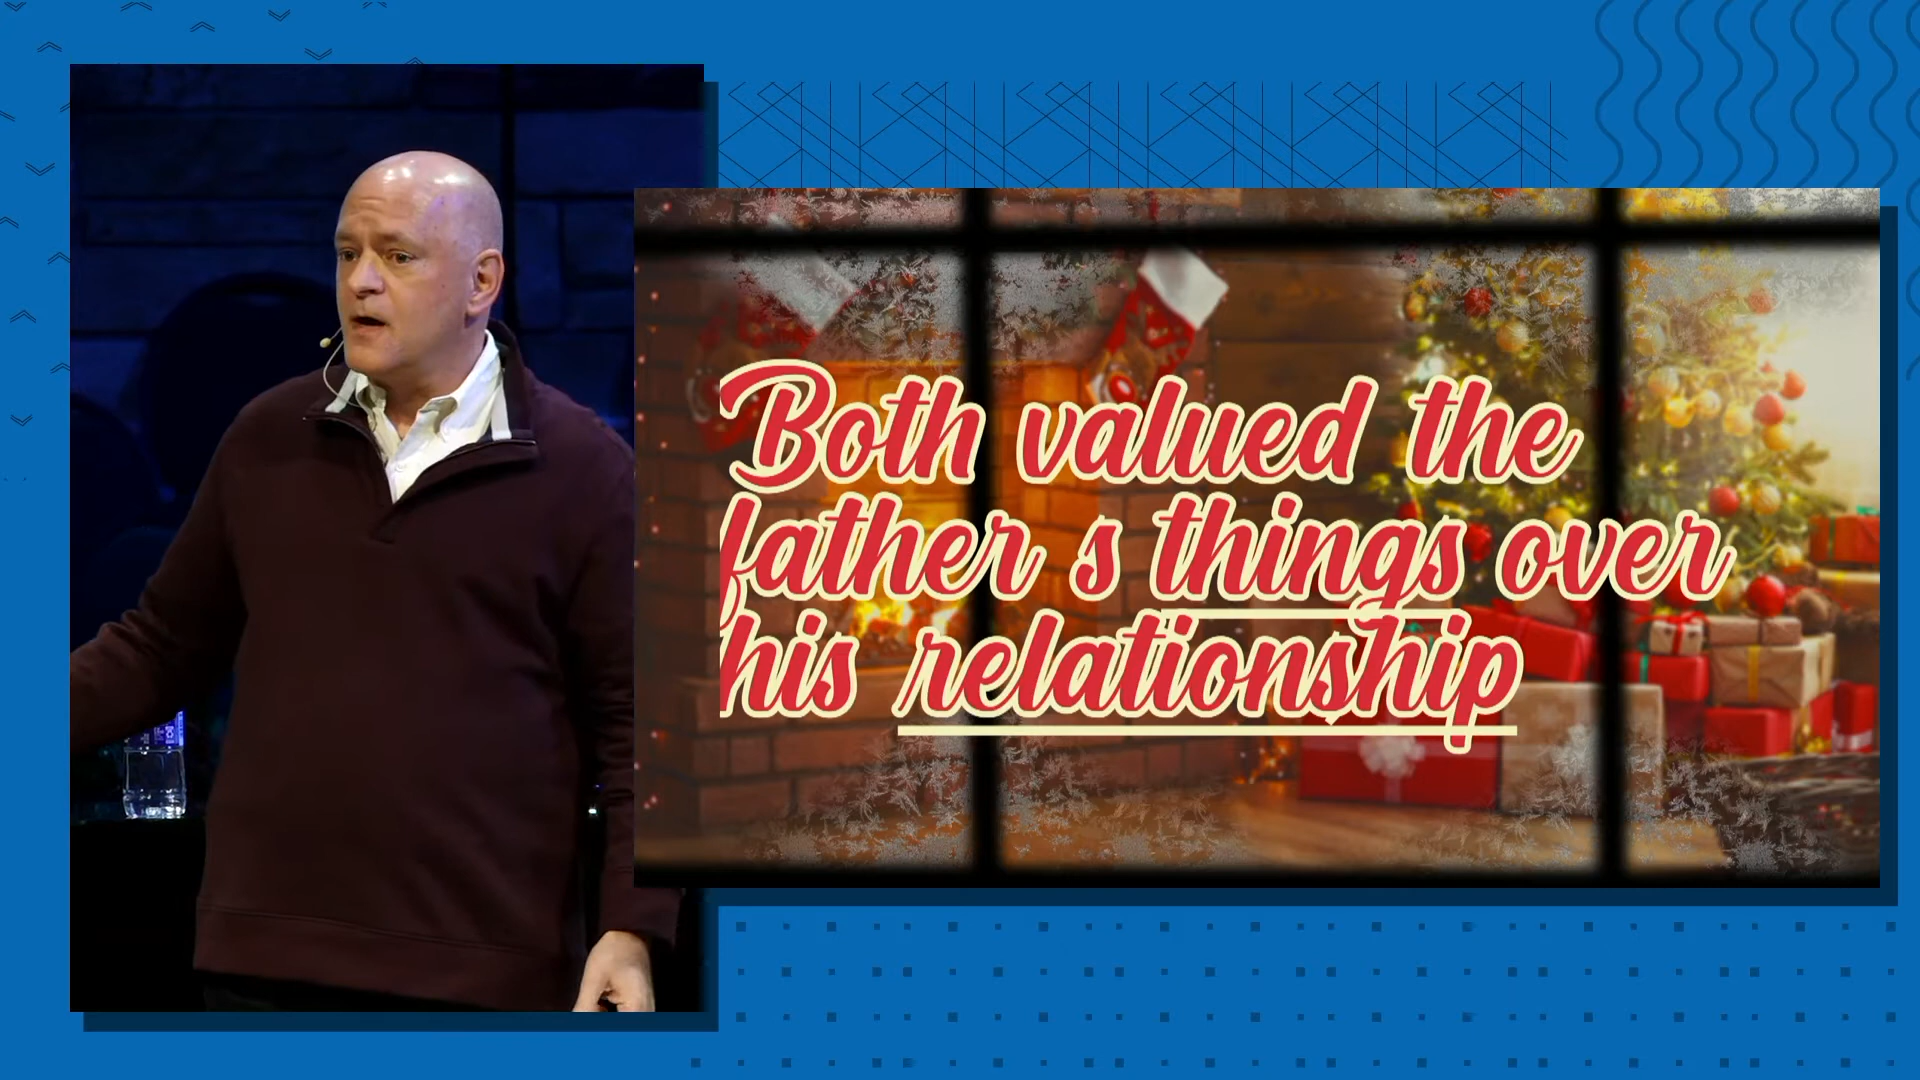 Both valued the
father s things over
his relationship